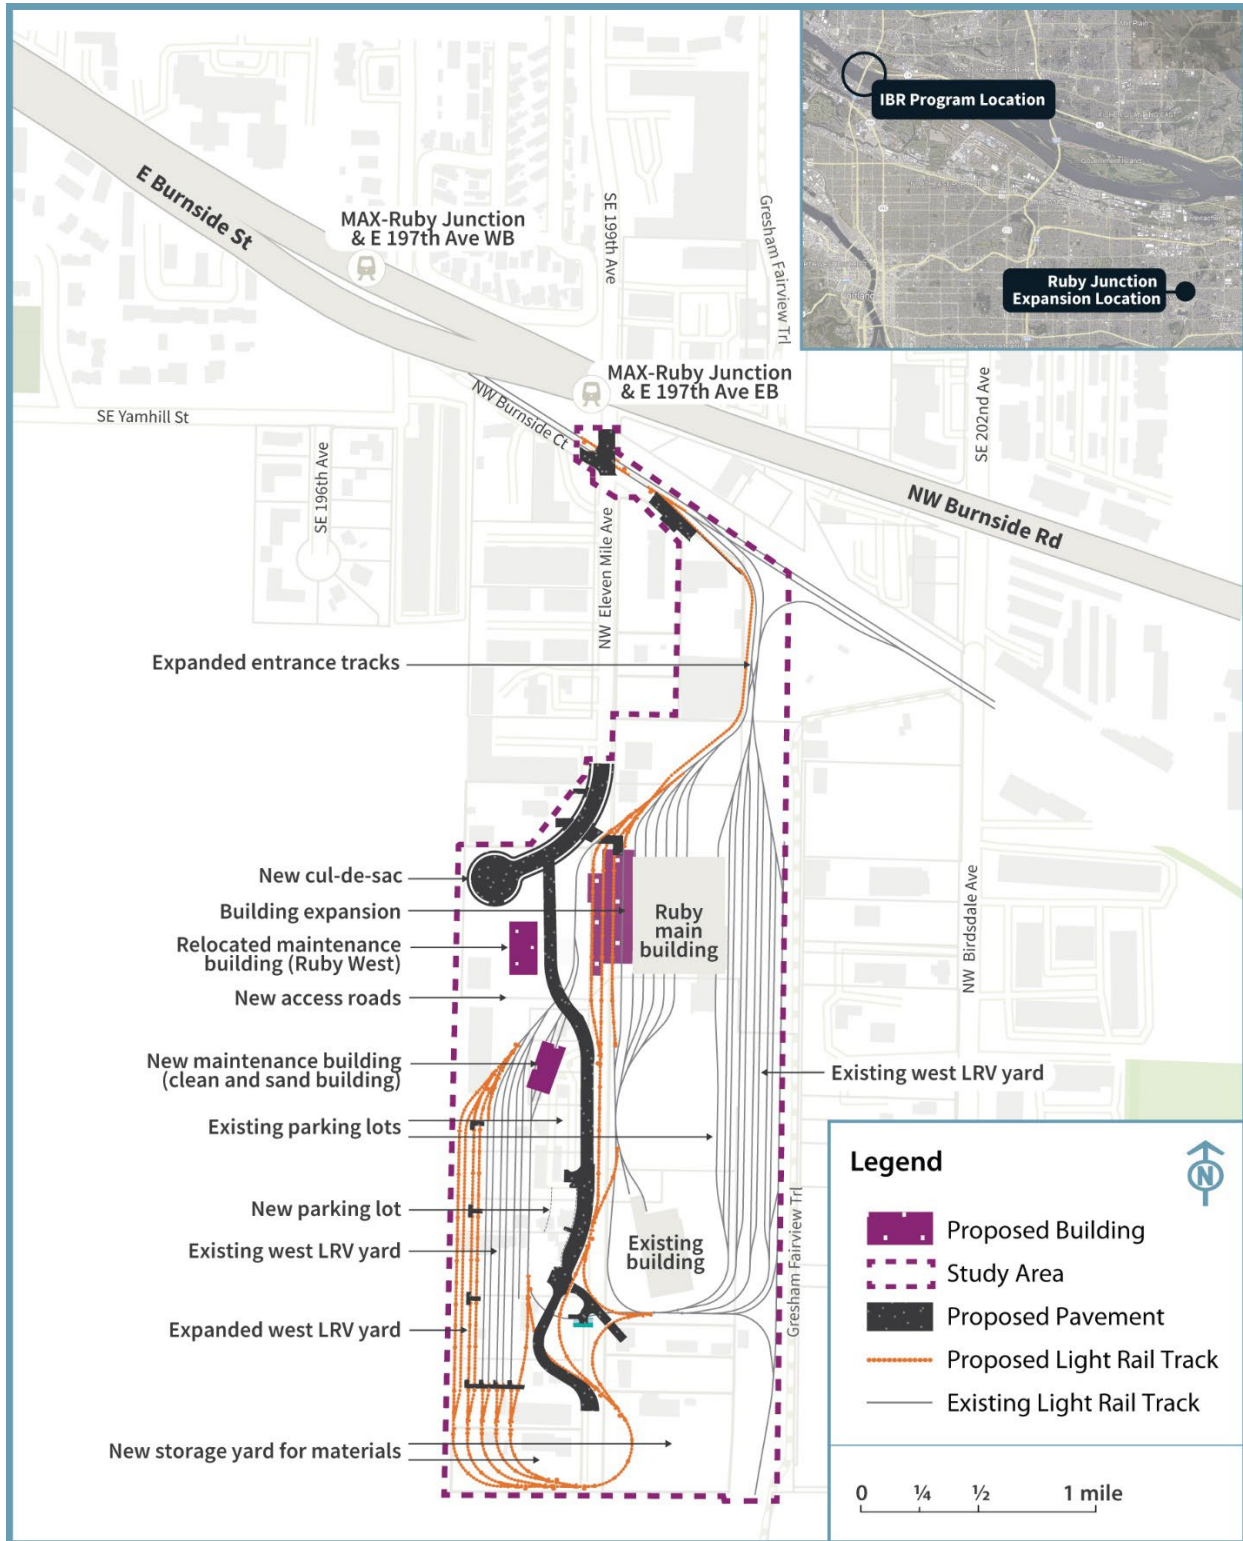 IBR Program Location
Ruby Junction
Expansion Location
E Burnside St
MAX-Ruby Junction
& E 197th Ave WB
SE 199th Ave
Gresham Fairview Trl
MAX-Ruby Junction
& E 197th Ave EB
SE Yamhill St
NW Burnside Ct
SE 196th Ave
SE 202nd Ave
NW Burnside Rd
NW Eleven Mile Ave
Expanded entrance tracks
New cul-de-sac
Building expansion
Ruby
main
building
Relocated maintenance
building (Ruby West)
New access roads
NW Birdsdale Ave
New maintenance building
(clean and sand building)
Existing west LRV yard
Existing parking lots
New parking lot
Existing west LRV yard
Existing
building
Gresham Fairview Trl
Expanded west LRV yard
New storage yard for materials
Legend
N
Proposed Building
Study Area
Proposed Pavement
Proposed Light Rail Track
Existing Light Rail Track
0 ¼ ½ 1 mile